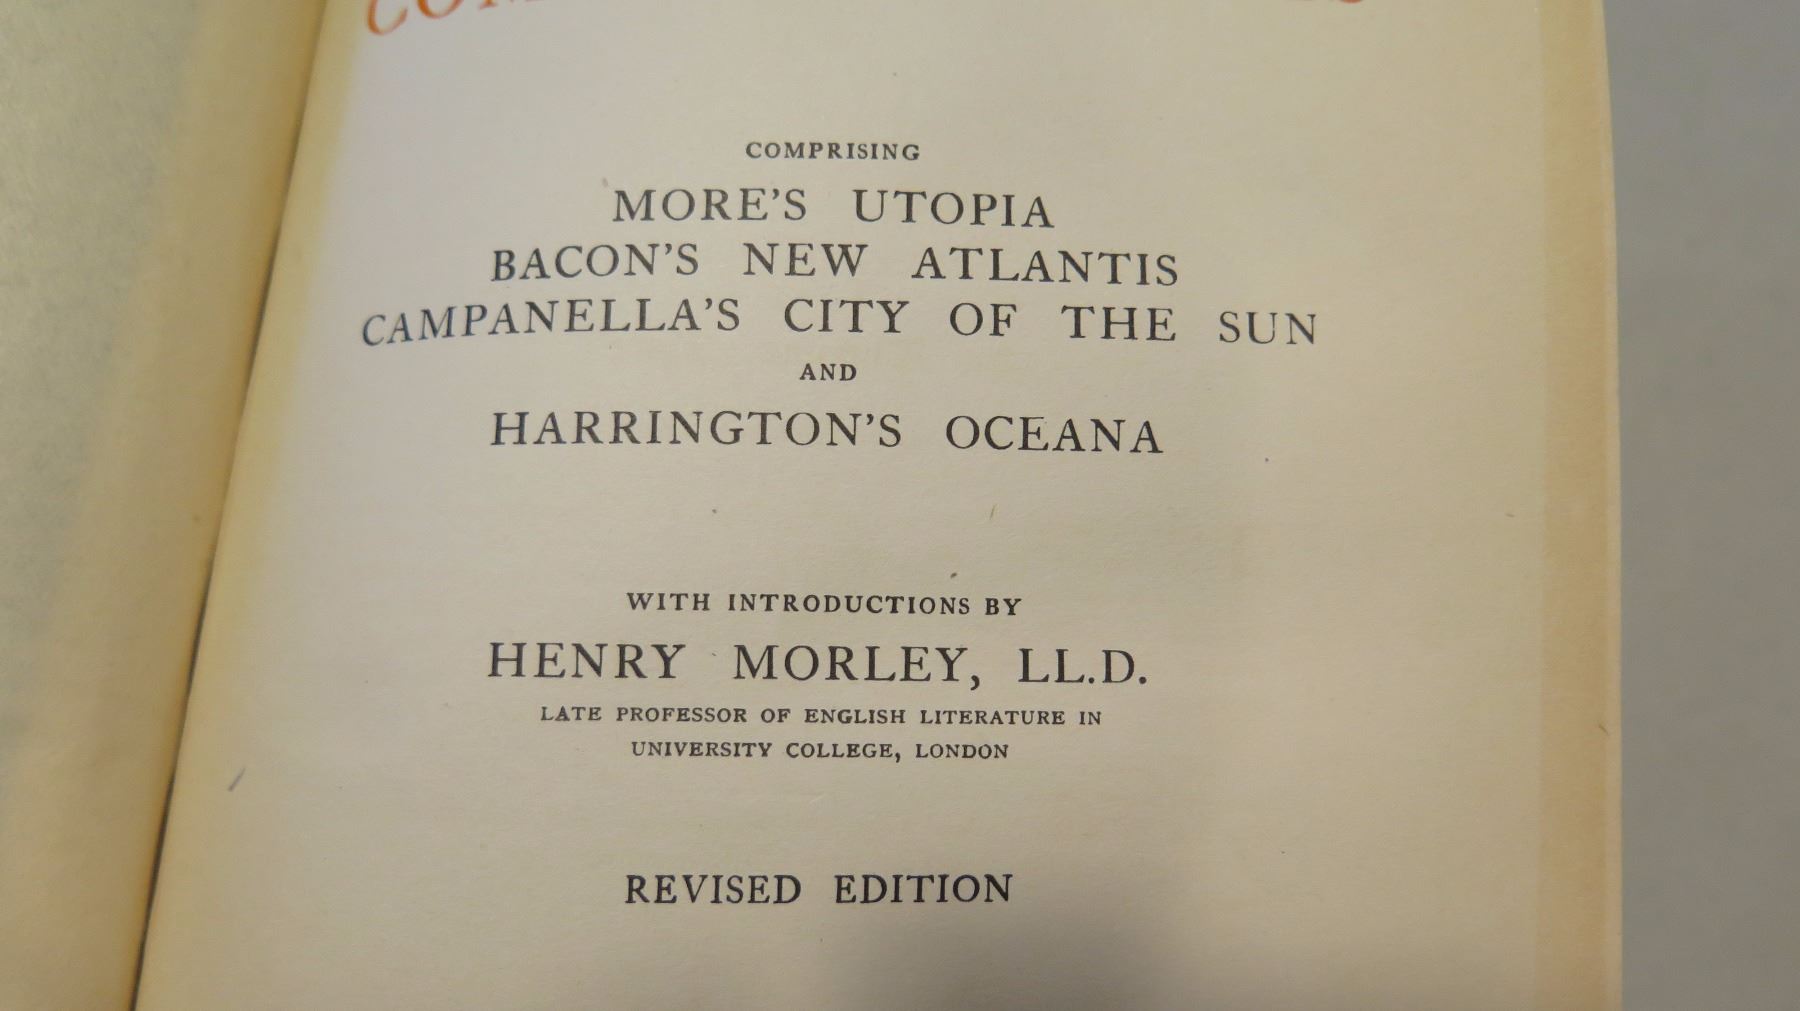 COMPRISING
MORE'S UTOPIA
BACON'S NEW ATLANTIS
CAMPANELLA'S CITY OF THE SUN
AND
HARRINGTON'S OCEANA
WITH INTRODUCTIONS BY
HENRY MORLEY, LL.D.
LATE PROFESSOR OF ENGLISH LITERATURE IN
UNIVERSITY COLLEGE, LONDON
REVISED EDITION